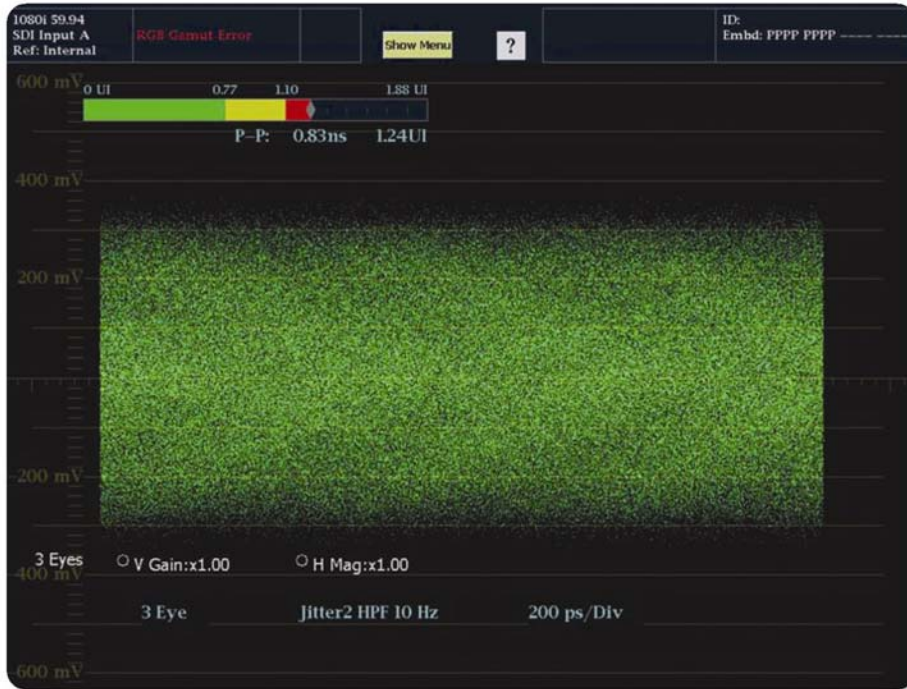 1080i 59.94
SDI Input A
Ref: Internal
RGB Gamut Error
Show Menu
?
ID:
Embd: PPPP PPPP ---- ----
600 mV
0 UI 0.77 1.10 1.88 UI
P-P: 0.83ns 1.24UI
400 mV
200 mV
-200 mV
3 Eyes V Gain:x1.00 H Mag:x1.00
-400 mV
3 Eye Jitter2 HPF 10 Hz 200 ps/Div
-600 mV